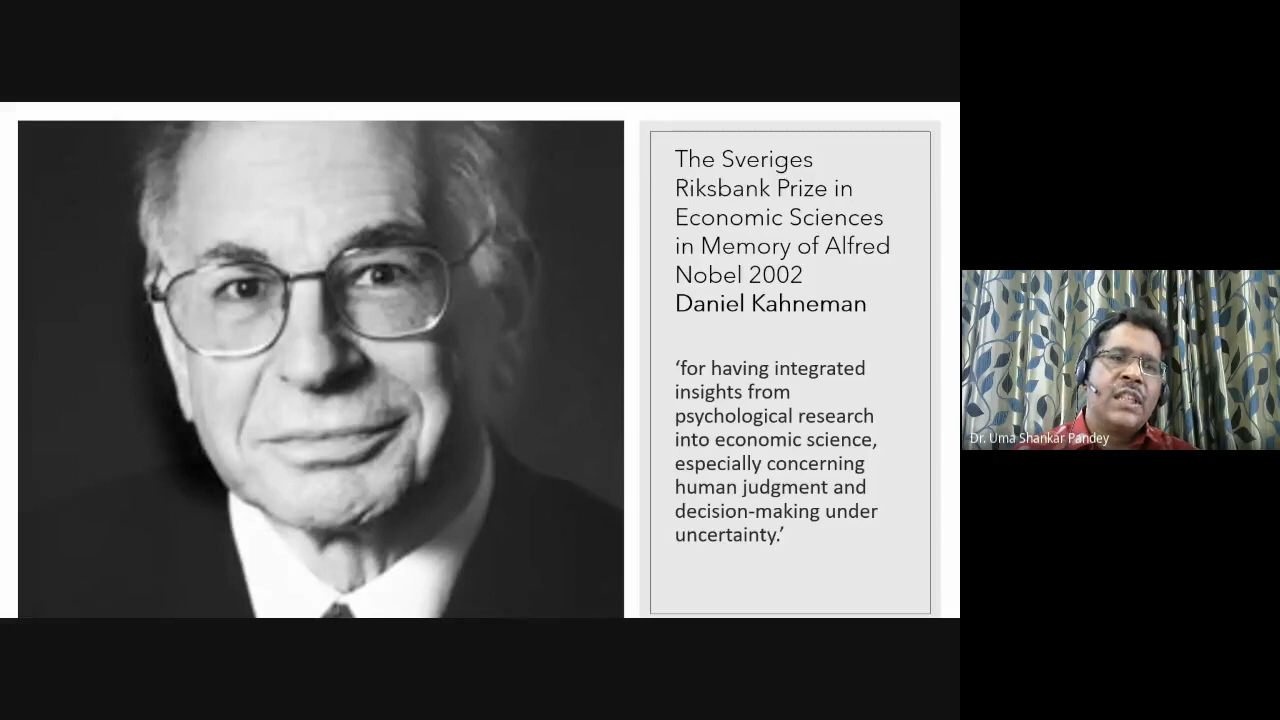 The Sveriges
Riksbank Prize in
Economic Sciences
in Memory of Alfred
Nobel 2002
Daniel Kahneman
‘for having integrated
insights from
psychological research
into economic science,
especially concerning
human judgment and
decision-making under
uncertainty.’
Dr. Uma Shankar Pandey